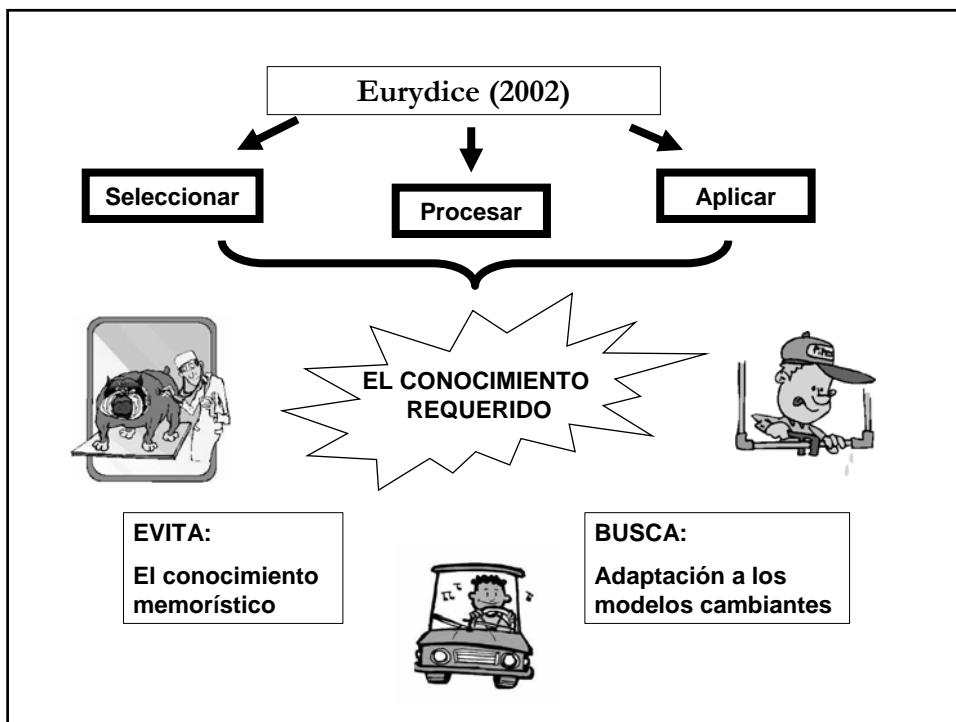 Eurydice (2002)
Seleccionar
Procesar
Aplicar
EL CONOCIMIENTO
REQUERIDO
EVITA:
El conocimiento
memorístico
BUSCA:
Adaptación a los
modelos cambiantes